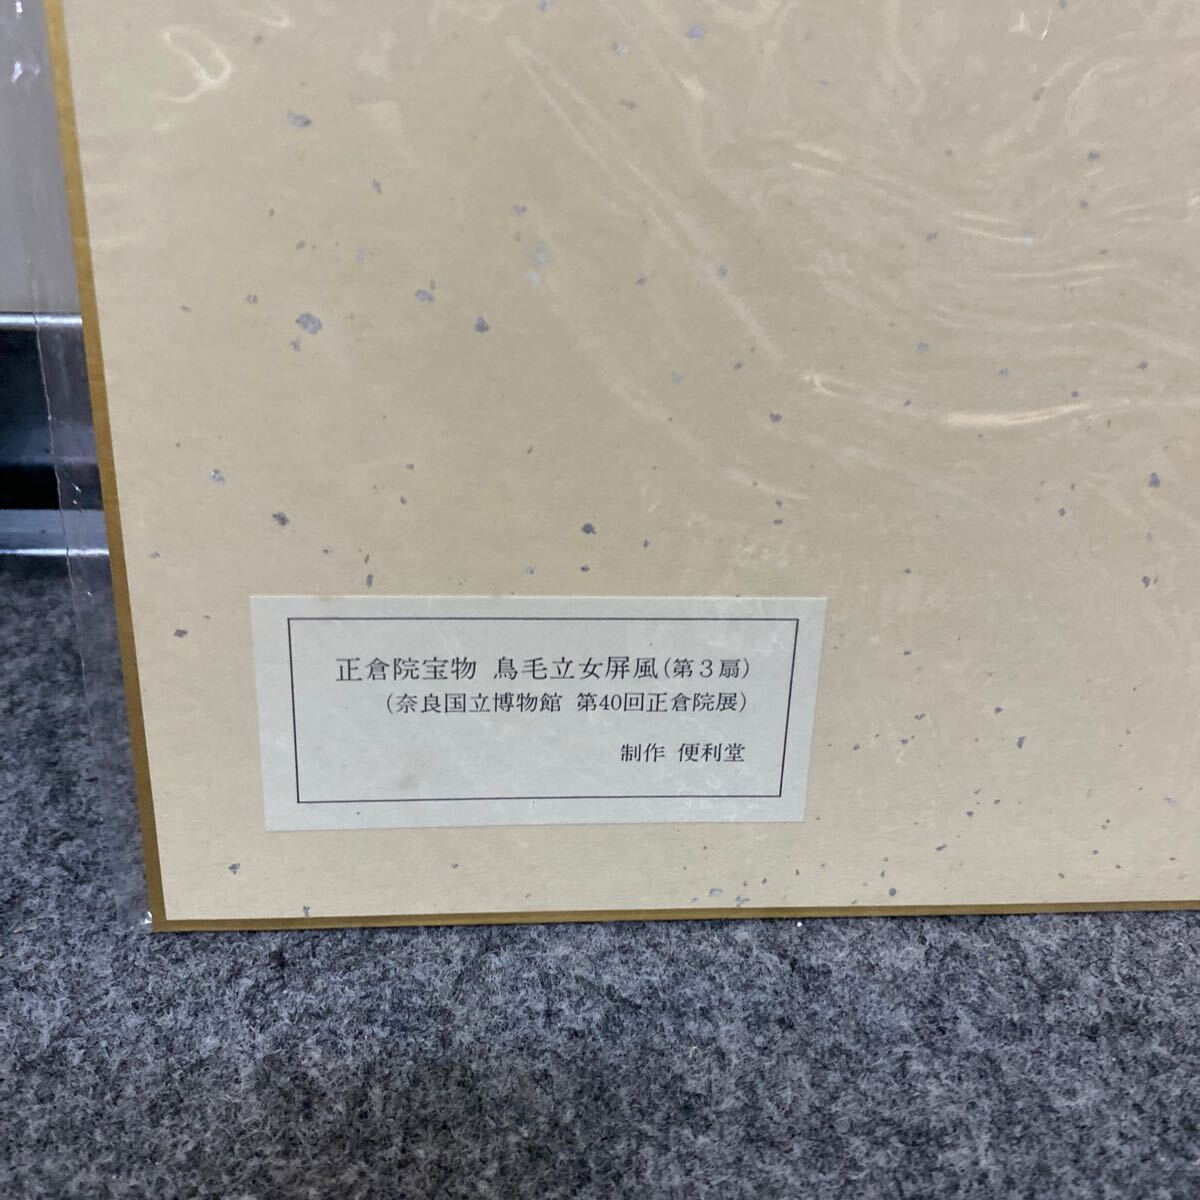 正倉院宝物 鳥毛立女屏風(第３扇)
(奈良国立博物館 第40回正倉院展)
制作 便利堂